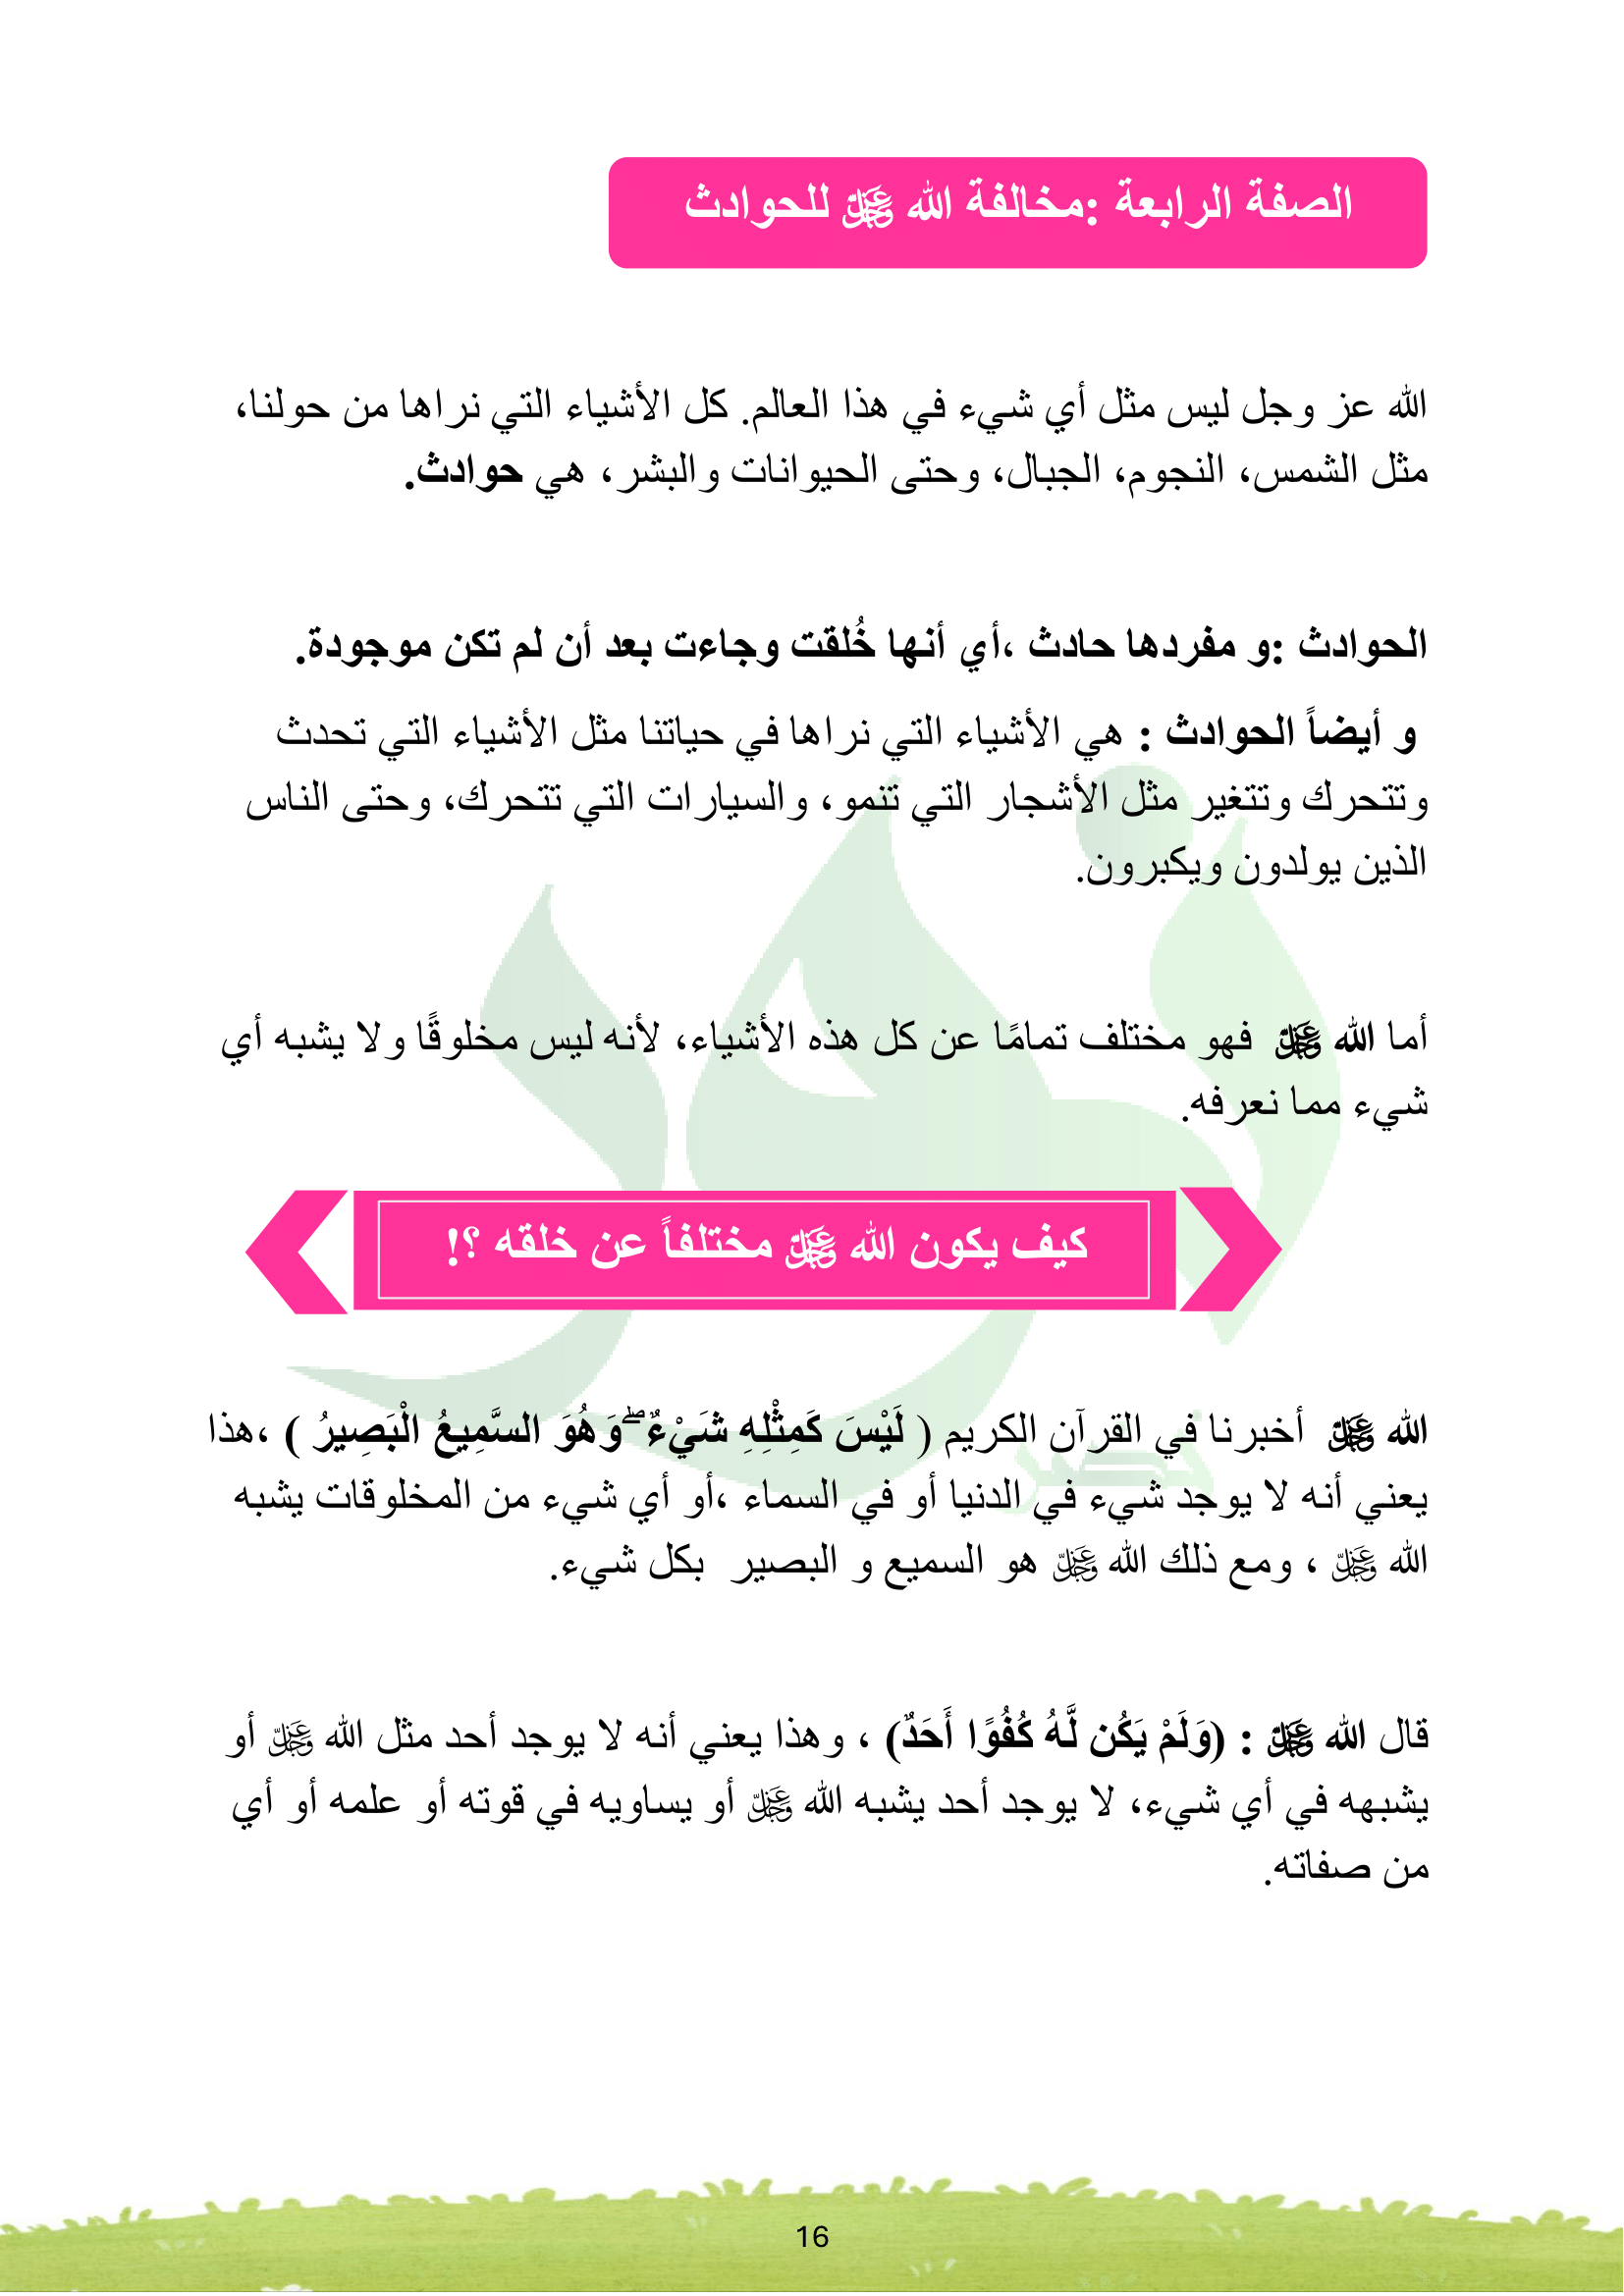 الصفة الرابعة :مخالفة الله ﷻ للحوادث
الله عز وجل ليس مثل أي شيء في هذا العالم. كل الأشياء التي نراها من حولنا،
مثل الشمس، النجوم، الجبال، وحتى الحيوانات والبشر، هي حوادث.
الحوادث :و مفردها حادث ،أي أنها خُلقت وجاءت بعد أن لم تكن موجودة.
و أيضاً الحوادث : هي الأشياء التي نراها في حياتنا مثل الأشياء التي تحدث
وتتحرك وتتغير مثل الأشجار التي تنمو، والسيارات التي تتحرك، وحتى الناس
الذين يولدون ويكبرون.
أما الله ﷻ فهو مختلف تمامًا عن كل هذه الأشياء، لأنه ليس مخلوقًا ولا يشبه أي
شيء مما نعرفه.
كيف يكون الله ﷻ مختلفاً عن خلقه ؟!
الله ﷻ أخبرنا في القرآن الكريم ( لَيْسَ كَمِثْلِهِ شَيْءٌ ۖ وَهُوَ السَّمِيعُ الْبَصِيرُ ) ،هذا
يعني أنه لا يوجد شيء في الدنيا أو في السماء ،أو أي شيء من المخلوقات يشبه
الله ﷻ ، ومع ذلك الله ﷻ هو السميع و البصير بكل شيء.
قال الله ﷻ : (وَلَمْ يَكُن لَّهُ كُفُوًا أَحَدٌ) ، وهذا يعني أنه لا يوجد أحد مثل الله ﷻ أو
يشبهه في أي شيء، لا يوجد أحد يشبه الله ﷻ أو يساويه في قوته أو علمه أو أي
من صفاته.
16